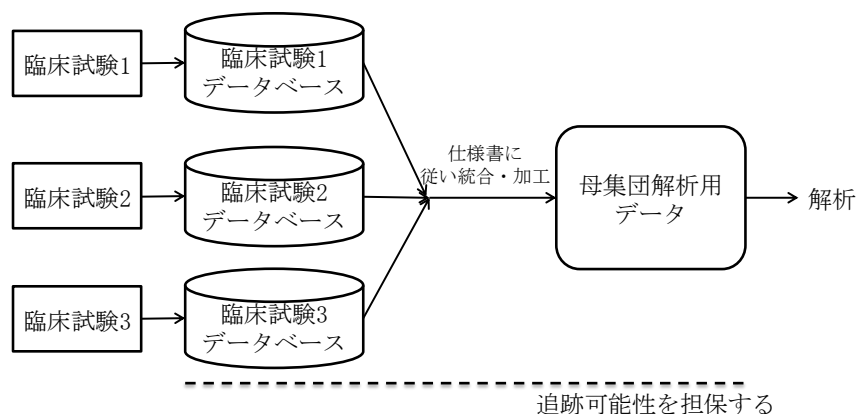 臨床試験1
臨床試験1
データベース
臨床試験2
臨床試験2
データベース
臨床試験3
臨床試験3
データベース
仕様書に
従い統合・加工
母集団解析用
データ
解析
追跡可能性を担保する